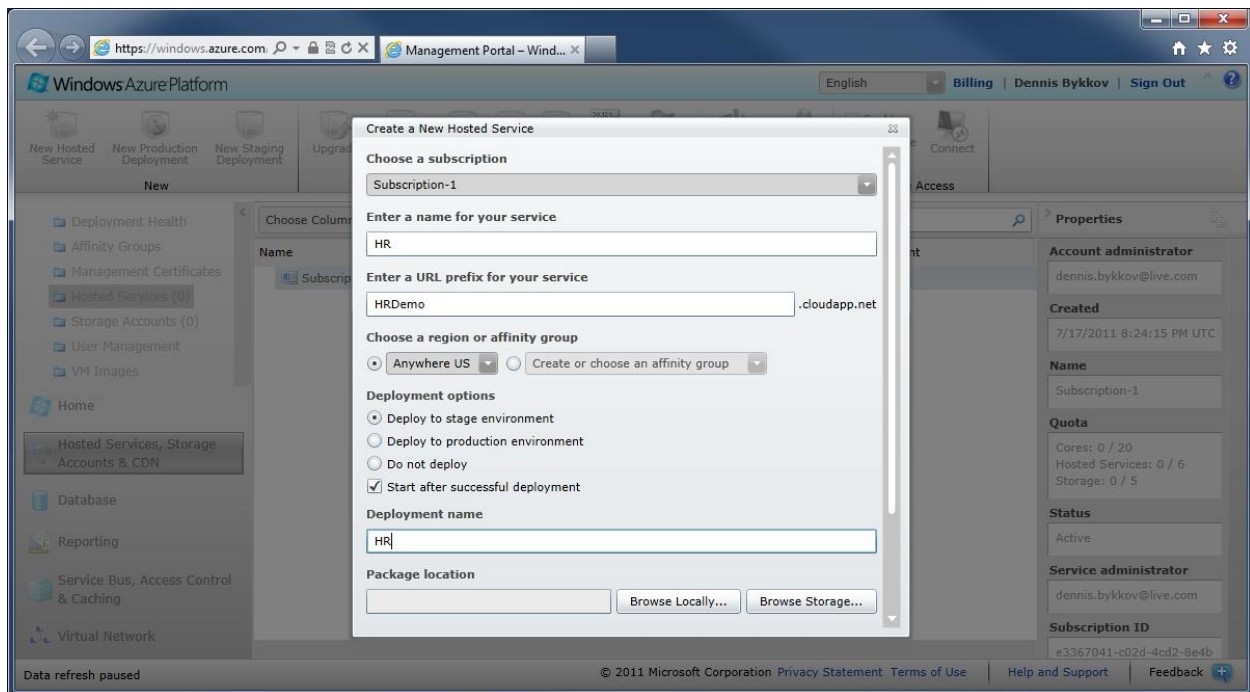 https://windows.azure.com
Management Portal – Wind...
Windows Azure Platform
English
Billing | Dennis Bykkov | Sign Out
New Hosted Service
New Production Deployment
New Staging Deployment
Upgrad
Connect
New
Access
Deployment Health
Affinity Groups
Management Certificates
Hosted Services (0)
Storage Accounts (0)
User Management
VM Images
Home
Hosted Services, Storage
Accounts & CDN
Database
Reporting
Service Bus, Access Control
& Caching
Virtual Network
Choose Colum
Name
Subscrip
Create a New Hosted Service
Choose a subscription
Subscription-1
Enter a name for your service
HR
Enter a URL prefix for your service
HRDemo
.cloudapp.net
Choose a region or affinity group
Anywhere US
Create or choose an affinity group
Deployment options
Deploy to stage environment
Deploy to production environment
Do not deploy
Start after successful deployment
Deployment name
HR
Package location
Browse Locally...
Browse Storage...
Properties
Account administrator
dennis.bykkov@live.com
Created
7/17/2011 8:24:15 PM UTC
Name
Subscription-1
Quota
Cores: 0 / 20
Hosted Services: 0 / 6
Storage: 0 / 5
Status
Active
Service administrator
dennis.bykkov@live.com
Subscription ID
e3367041-c02d-4cd2-8e4b
Data refresh paused
© 2011 Microsoft Corporation Privacy Statement Terms of Use
Help and Support
Feedback